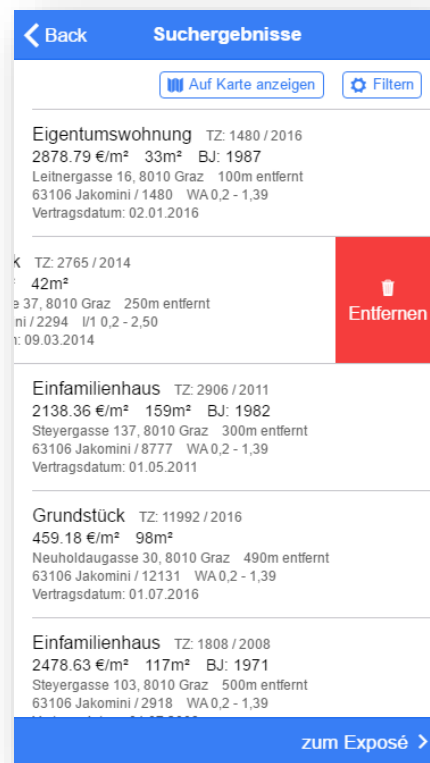 Back Suchergebnisse
Auf Karte anzeigen Filtern
Eigentumswohnung TZ: 1480 / 2016
2878.79 €/m² 33m² BJ: 1987
Leitnergasse 16, 8010 Graz 100m entfernt
63106 Jakomini / 1480 WA 0,2 - 1,39
Vertragsdatum: 02.01.2016
k TZ: 2765 / 2014
42m²
37, 8010 Graz 250m entfernt
ni / 2294 I/1 0,2 - 2,50
: 09.03.2014
Entfernen
Einfamilienhaus TZ: 2906 / 2011
2138.36 €/m² 159m² BJ: 1982
Steyergasse 137, 8010 Graz 300m entfernt
63106 Jakomini / 8777 WA 0,2 - 1,39
Vertragsdatum: 01.05.2011
Grundstück TZ: 11992 / 2016
459.18 €/m² 98m²
Neuholdaugasse 30, 8010 Graz 490m entfernt
63106 Jakomini / 12131 WA 0,2 - 1,39
Vertragsdatum: 01.07.2016
Einfamilienhaus TZ: 1808 / 2008
2478.63 €/m² 117m² BJ: 1971
Steyergasse 103, 8010 Graz 500m entfernt
63106 Jakomini / 2918 WA 0,2 - 1,39
zum Exposé